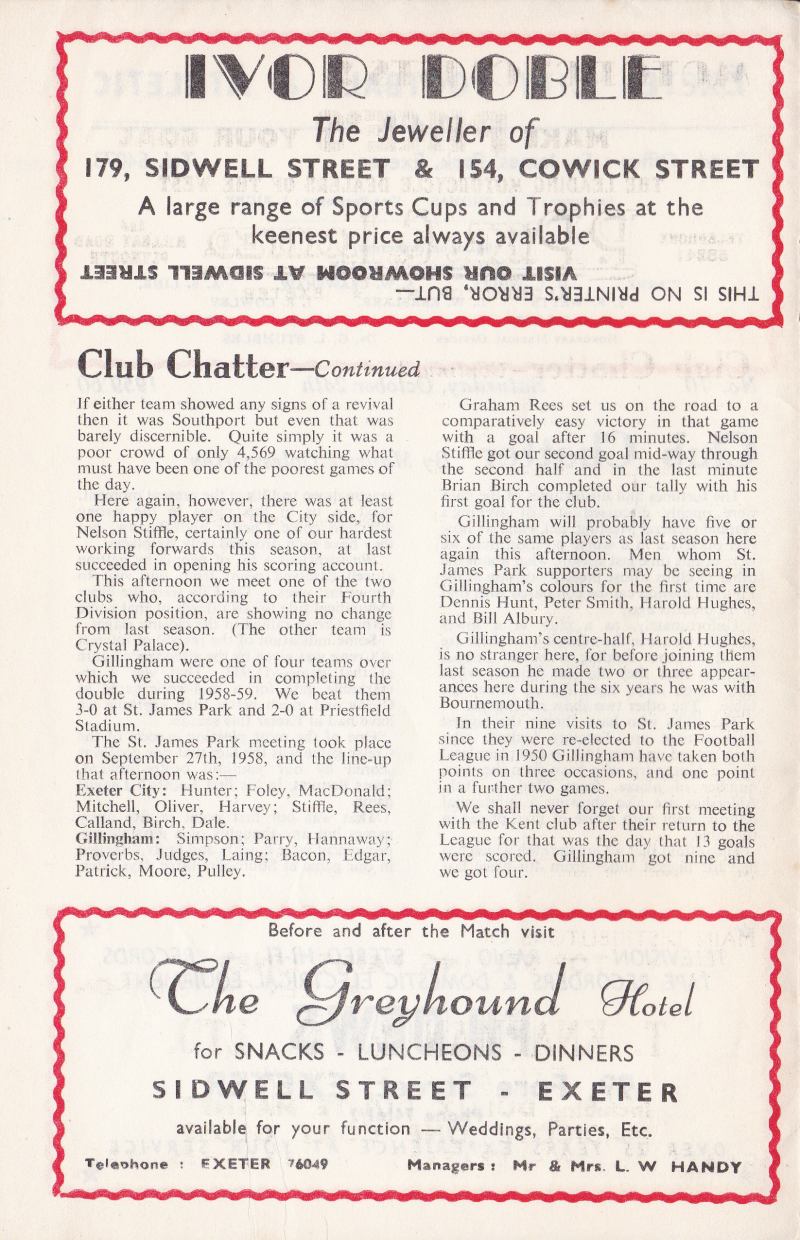 IVOR DOBLE
The Jeweller of
179, SIDWELL STREET & 154, COWICK STREET
A large range of Sports Cups and Trophies at the
keenest price always available
THIS IS NO PRINTER'S ERROR, BUT—
VISIT OUR SHOWROOM AT SIDWELL STREET
Club Chatter—Continued
If either team showed any signs of a revival
then it was Southport but even that was
barely discernible. Quite simply it was a
poor crowd of only 4,569 watching what
must have been one of the poorest games of
the day.
Here again, however, there was at least
one happy player on the City side, for
Nelson Stiffle, certainly one of our hardest
working forwards this season, at last
succeeded in opening his scoring account.
This afternoon we meet one of the two
clubs who, according to their Fourth
Division position, are showing no change
from last season. (The other team is
Crystal Palace).
Gillingham were one of four teams over
which we succeeded in completing the
double during 1958-59. We beat them
3-0 at St. James Park and 2-0 at Priestfield
Stadium.
The St. James Park meeting took place
on September 27th, 1958, and the line-up
that afternoon was:—
Exeter City: Hunter; Foley, MacDonald;
Mitchell, Oliver, Harvey; Stiffle, Rees,
Calland, Birch, Dale.
Gillingham: Simpson; Parry, Hannaway;
Proverbs, Judges, Laing; Bacon, Edgar,
Patrick, Moore, Pulley.
Graham Rees set us on the road to a
comparatively easy victory in that game
with a goal after 16 minutes. Nelson
Stiffle got our second goal mid-way through
the second half and in the last minute
Brian Birch completed our tally with his
first goal for the club.
Gillingham will probably have five or
six of the same players as last season here
again this afternoon. Men whom St.
James Park supporters may be seeing in
Gillingham's colours for the first time are
Dennis Hunt, Peter Smith, Harold Hughes,
and Bill Albury.
Gillingham's centre-half, Harold Hughes,
is no stranger here, for before joining them
last season he made two or three appear-
ances here during the six years he was with
Bournemouth.
In their nine visits to St. James Park
since they were re-elected to the Football
League in 1950 Gillingham have taken both
points on three occasions, and one point
in a further two games.
We shall never forget our first meeting
with the Kent club after their return to the
League for that was the day that 13 goals
were scored. Gillingham got nine and
we got four.
Before and after the Match visit
The Greyhound Hotel
for SNACKS - LUNCHEONS - DINNERS
SIDWELL STREET - EXETER
available for your function — Weddings, Parties, Etc.
Telephone : EXETER 76049 Managers : Mr & Mrs. L. W HANDY